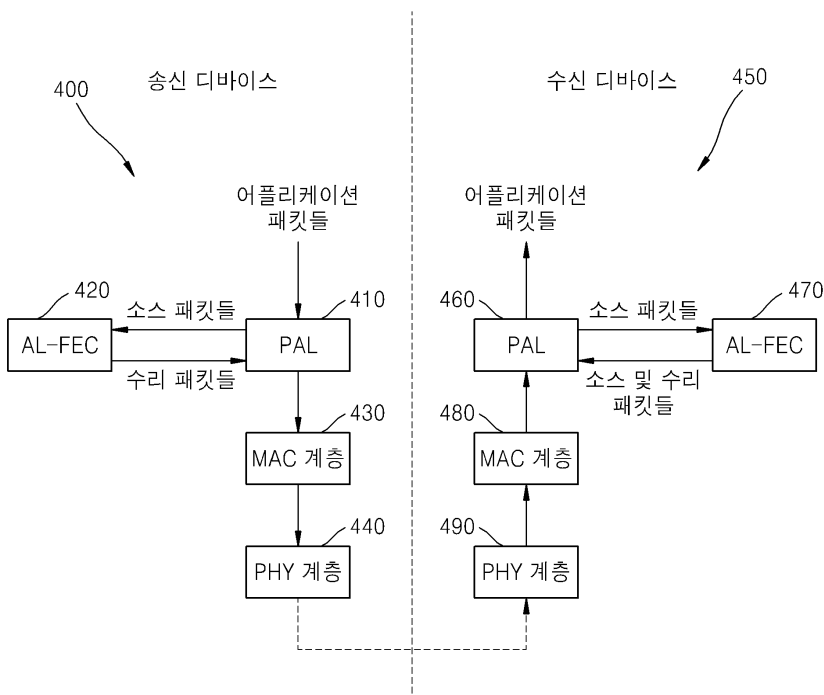 송신 디바이스
수신 디바이스
400
450
어플리케이션
패킷들
어플리케이션
패킷들
420
소스 패킷들
410
460
소스 패킷들
470
AL-FEC
PAL
PAL
AL-FEC
수리 패킷들
소스 및 수리
패킷들
430
480
MAC 계층
MAC 계층
440
490
PHY 계층
PHY 계층